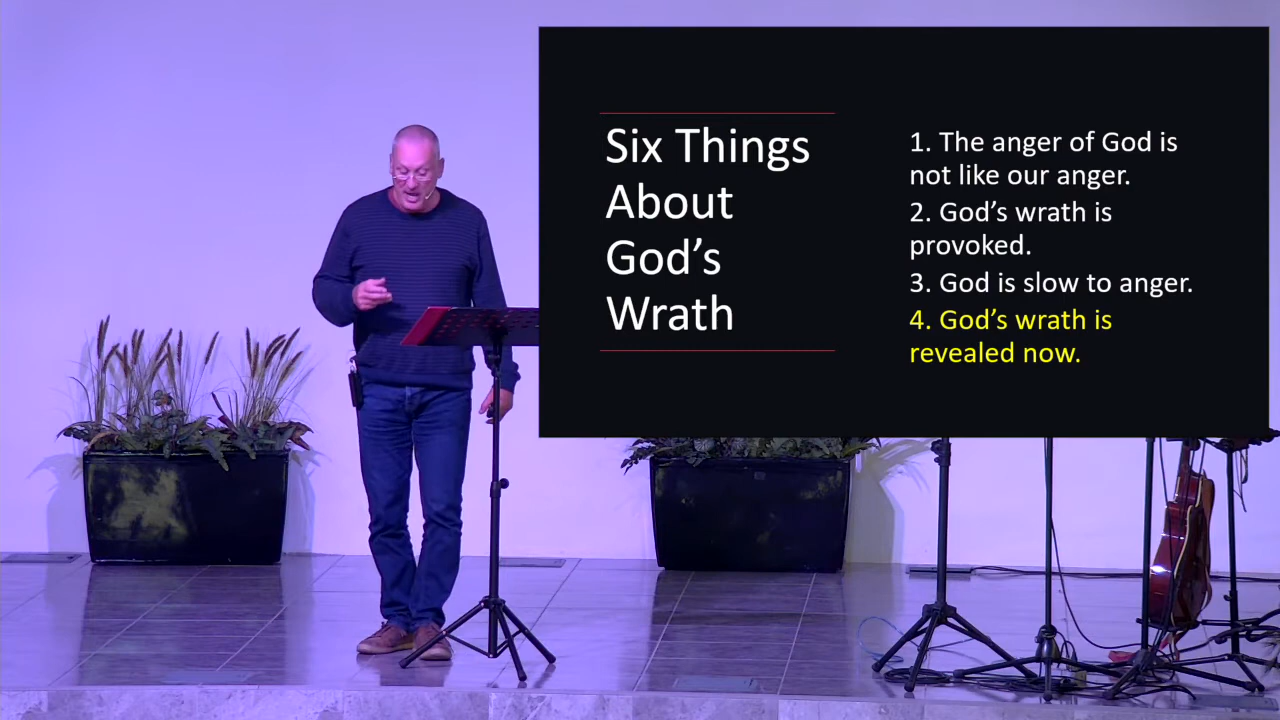 Six Things
About
God’s
Wrath
1. The anger of God is
not like our anger.
2. God’s wrath is
provoked.
3. God is slow to anger.
4. God’s wrath is
revealed now.